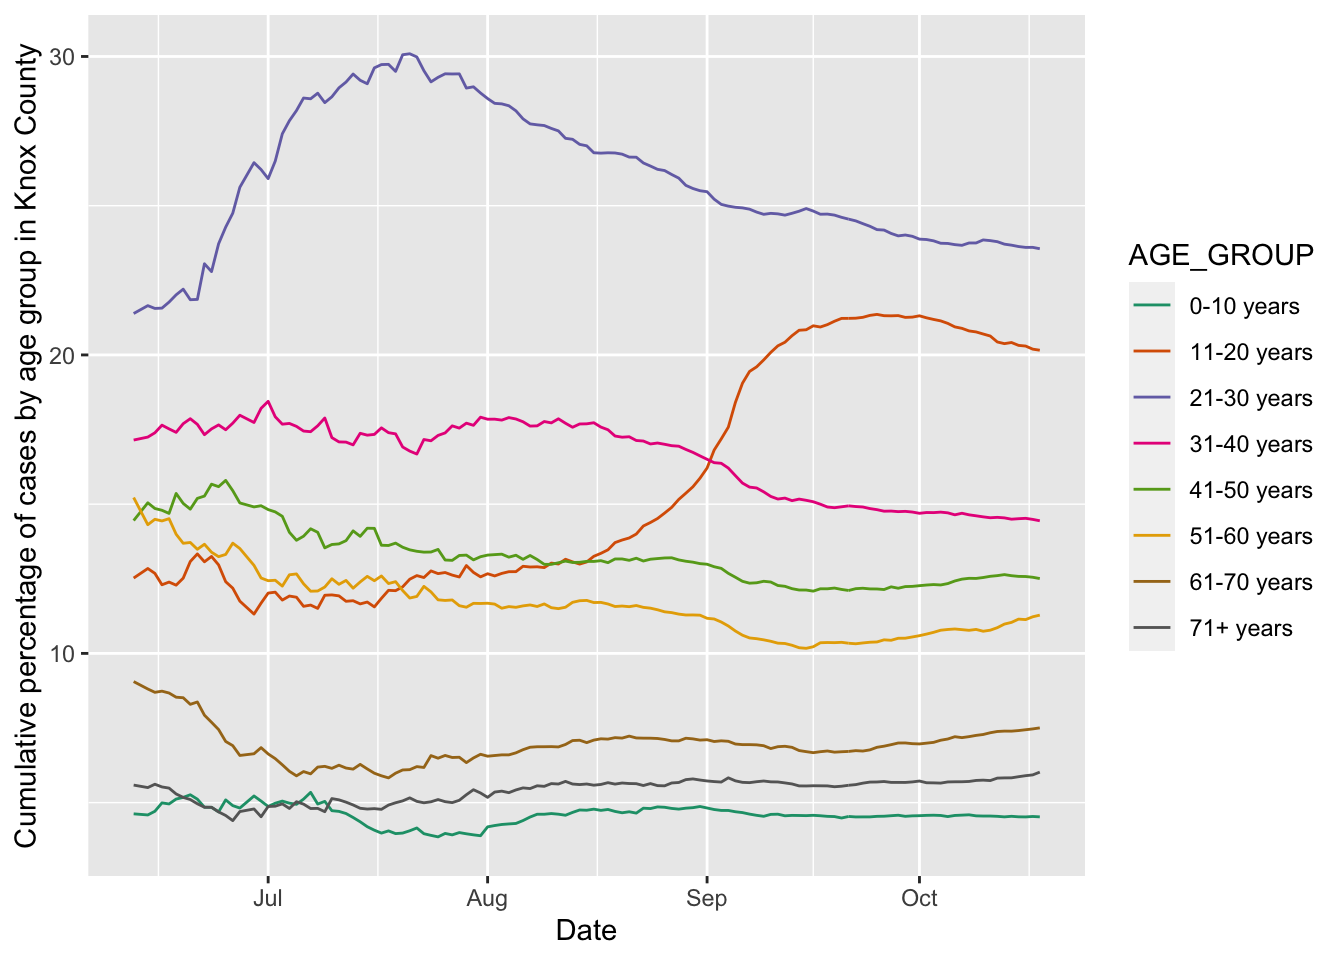 Cumulative percentage of cases by age group in Knox County
30
20
10
Jul
Aug
Sep
Oct
Date
AGE_GROUP
0-10 years
11-20 years
21-30 years
31-40 years
41-50 years
51-60 years
61-70 years
71+ years